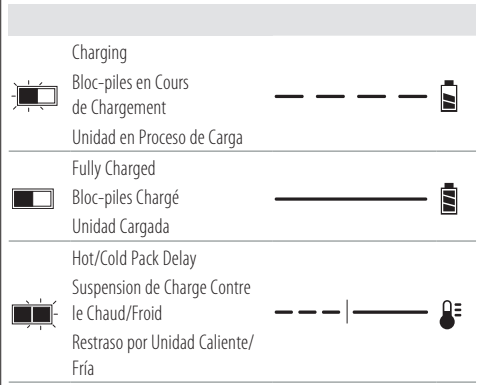 Charging
Bloc-piles en Cours
de Chargement
Unidad en Proceso de Carga
Fully Charged
Bloc-piles Chargé
Unidad Cargada
Hot/Cold Pack Delay
Suspension de Charge Contre
le Chaud/Froid
Restraso por Unidad Caliente/
Fría